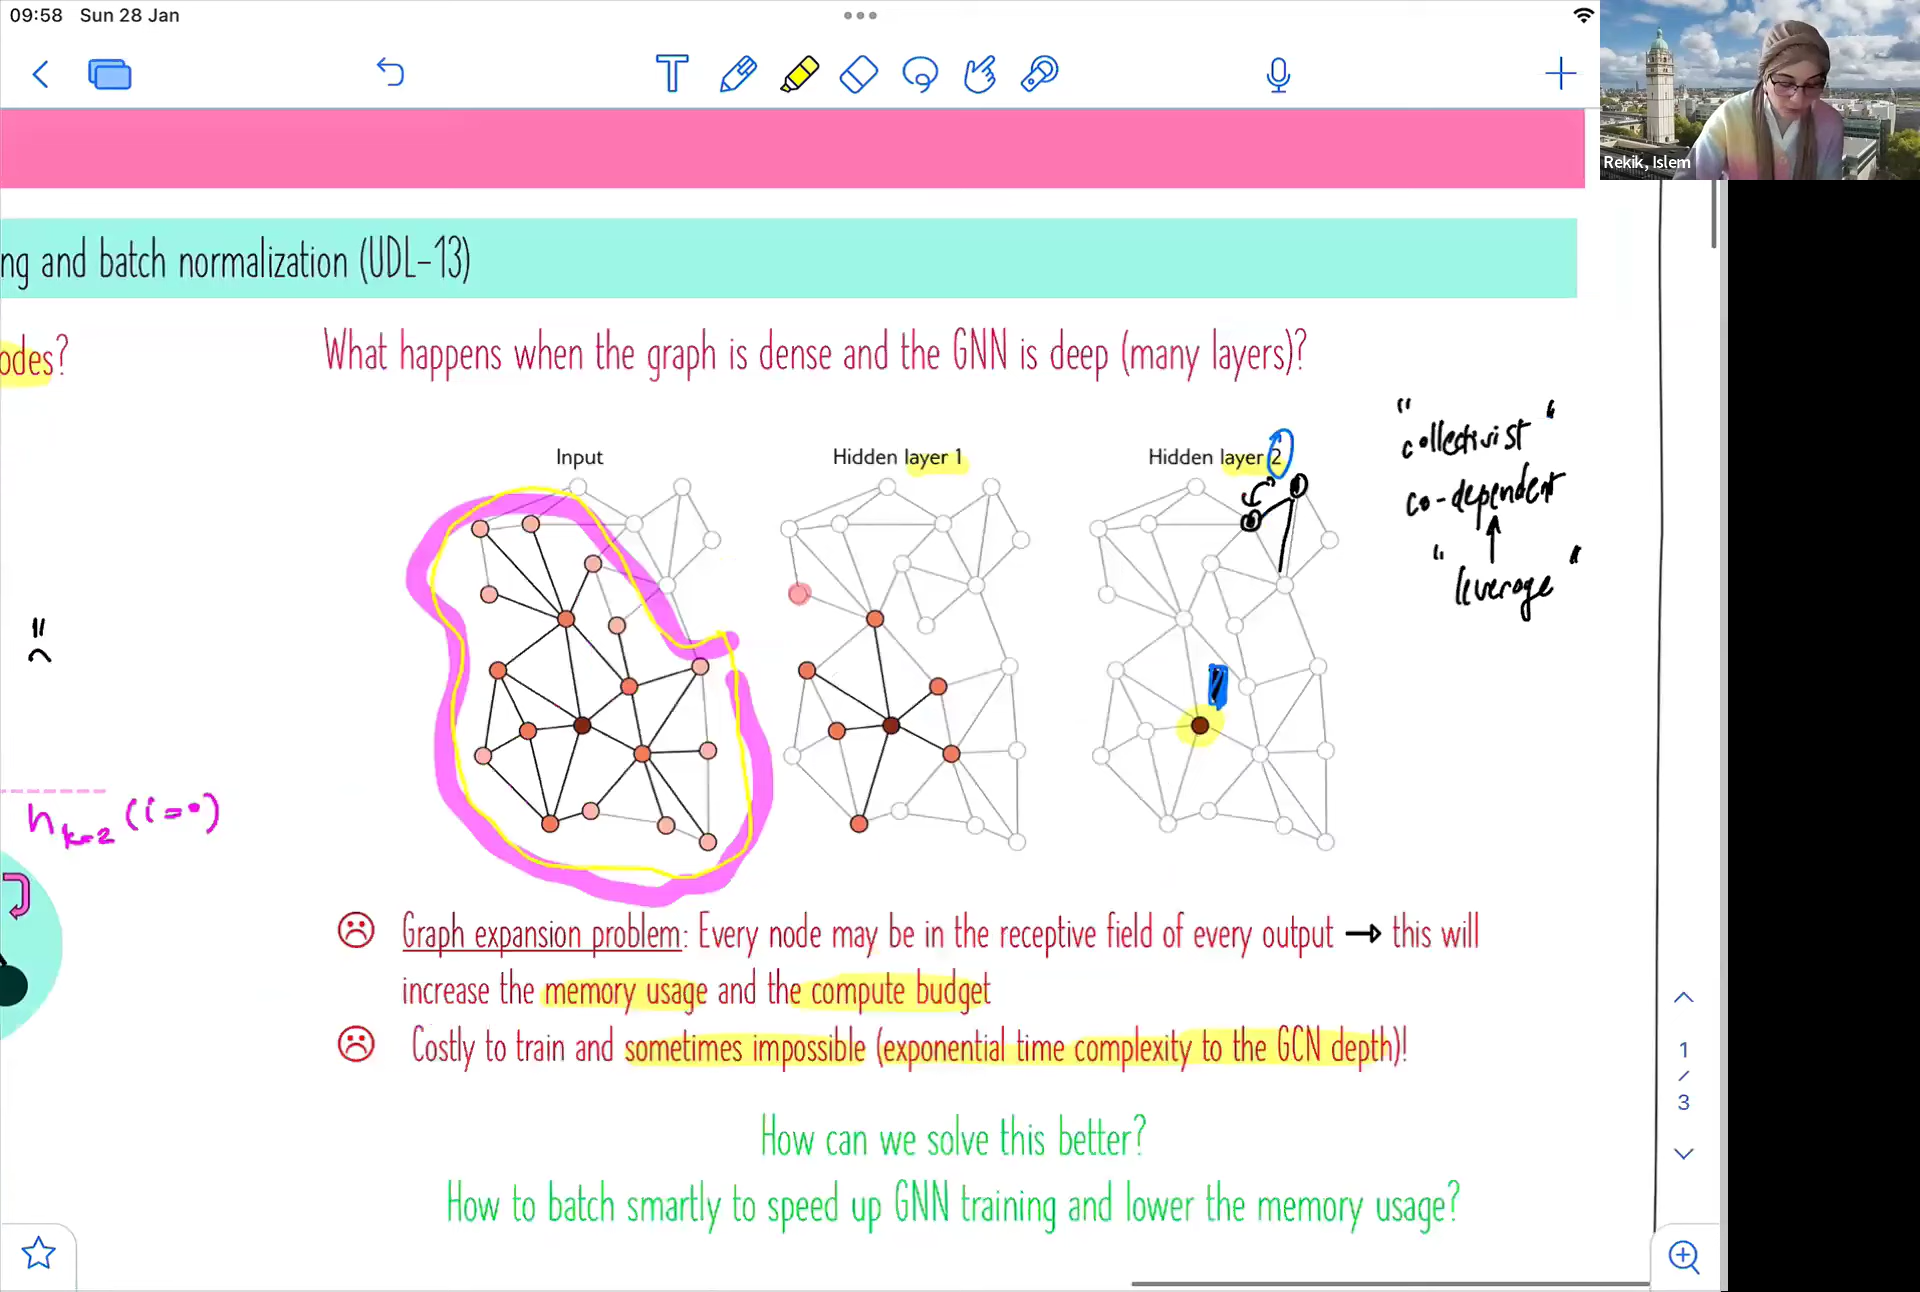 09:58 Sun 28 Jan
Rekik, Islem
ng and batch normalization (UDL-13)
odes?
What happens when the graph is dense and the GNN is deep (many layers)?
Input
Hidden layer 1
Hidden layer 2
"collectivist"
co-dependent
"leverage"
h k=2 (i=•)
Graph expansion problem: Every node may be in the receptive field of every output → this will
increase the memory usage and the compute budget
Costly to train and sometimes impossible (exponential time complexity to the GCN depth)!
How can we solve this better?
How to batch smartly to speed up GNN training and lower the memory usage?
1
/
3